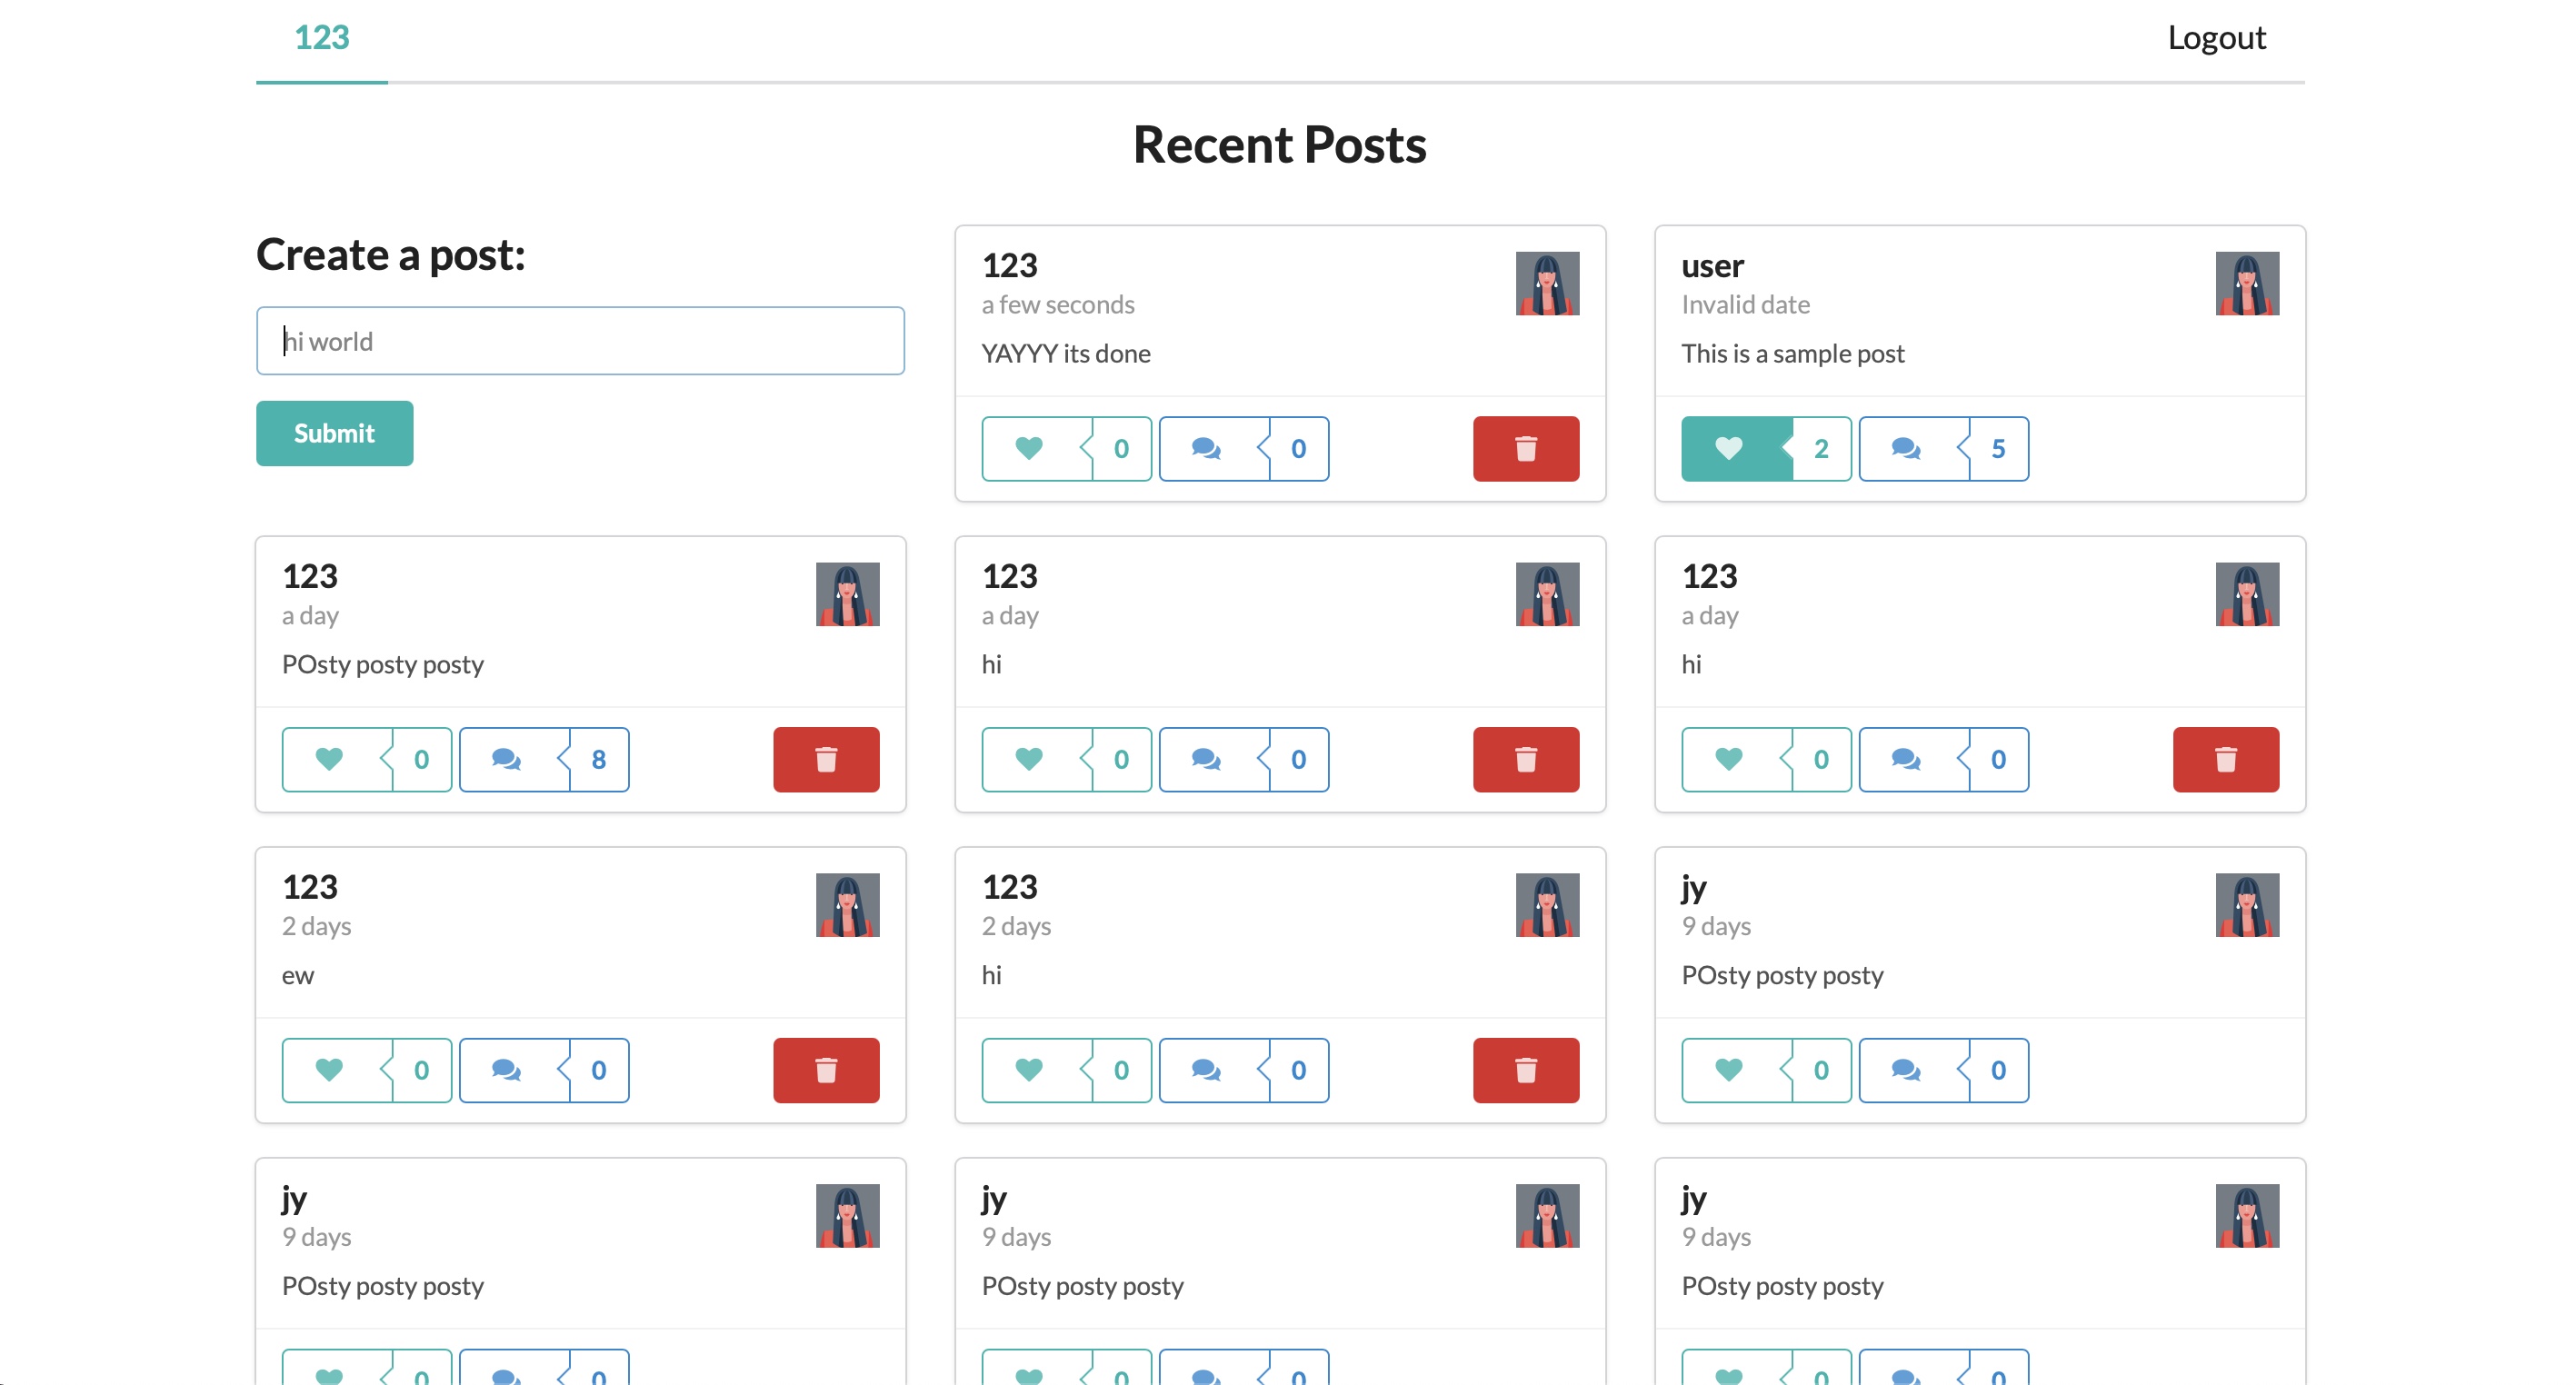 123
Logout
Recent Posts
Create a post:
hi world
Submit
123
a few seconds
YAYYY its done
0
0
user
Invalid date
This is a sample post
2
5
123
a day
POsty posty posty
0
8
123
a day
hi
0
0
123
a day
hi
0
0
123
2 days
ew
0
0
123
2 days
hi
0
0
jy
9 days
POsty posty posty
0
0
jy
9 days
POsty posty posty
0
0
jy
9 days
POsty posty posty
0
0
jy
9 days
POsty posty posty
0
0